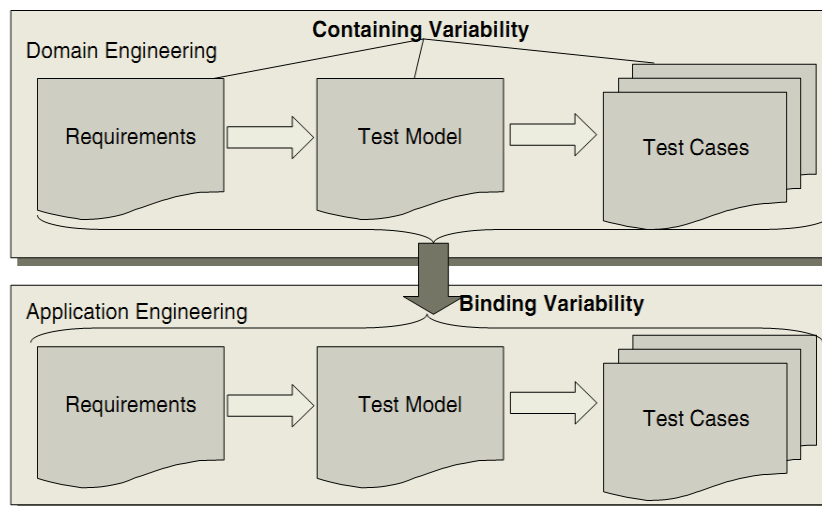 Containing Variability
Domain Engineering
Requirements
Test Model
Test Cases
Binding Variability
Application Engineering
Requirements
Test Model
Test Cases